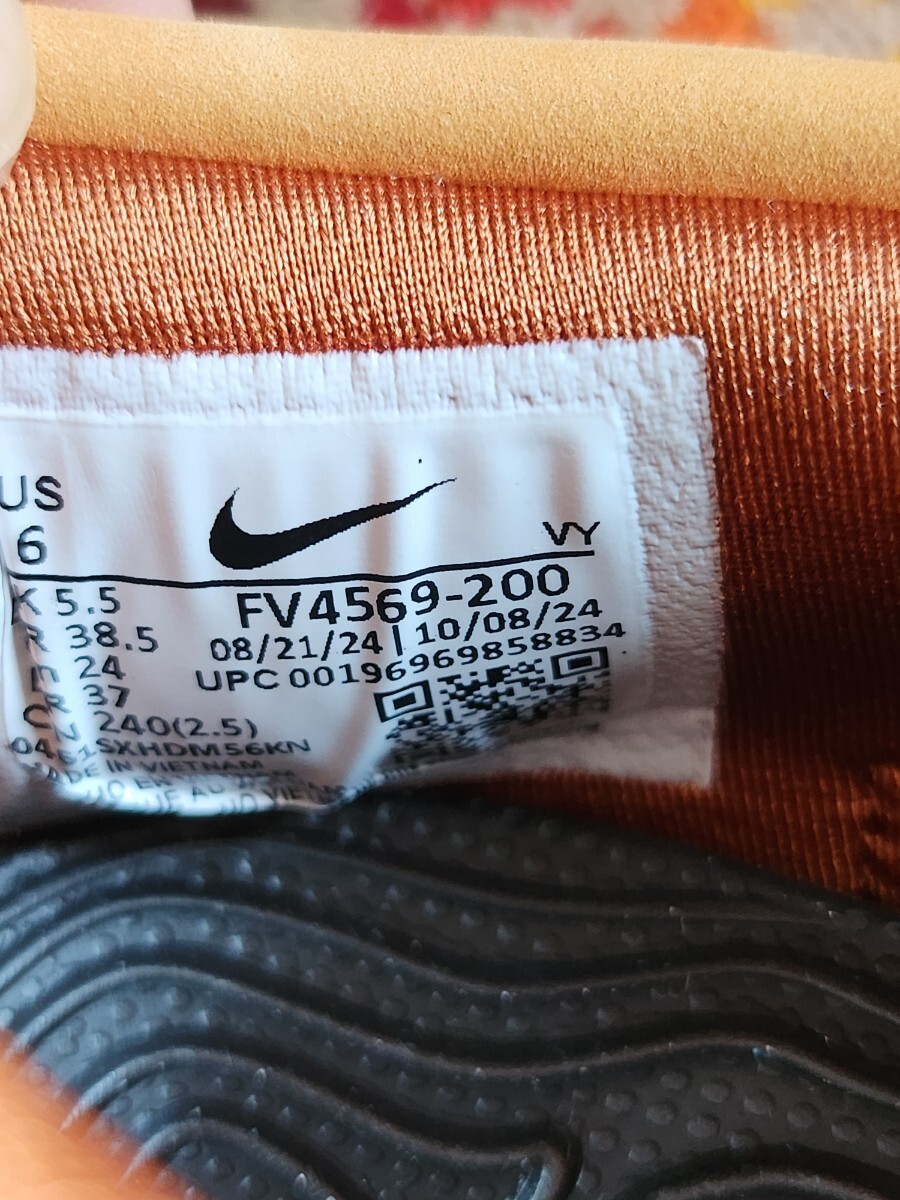 US
6
VY
K 5.5
FV4569-200
R 38.5
08/21/24 | 10/08/24
24
UPC 00196969858834
CR 37
N 240(2.5)
SXHDM56KN
IN VIETNAM